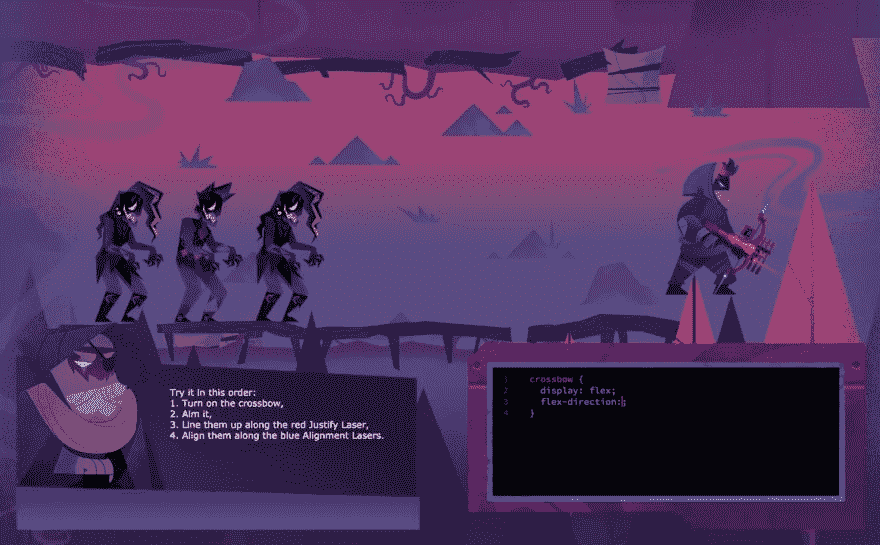 Try it in this order:
1. Turn on the crossbow,
2. Aim it,
3. Line them up along the red Justify Laser,
4. Align them along the blue Alignment Lasers.
1 crossbow {
2 display: flex;
3 flex-direction:;
4 }